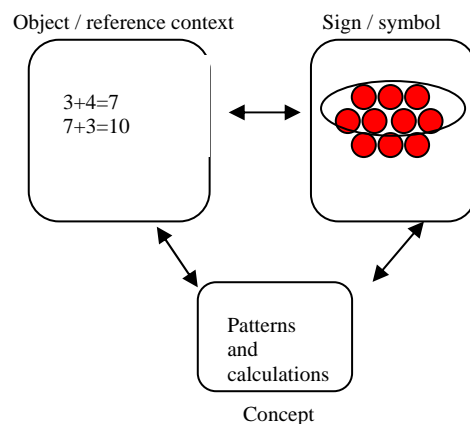 Object / reference context
Sign / symbol
3+4=7
7+3=10
Patterns
and
calculations
Concept